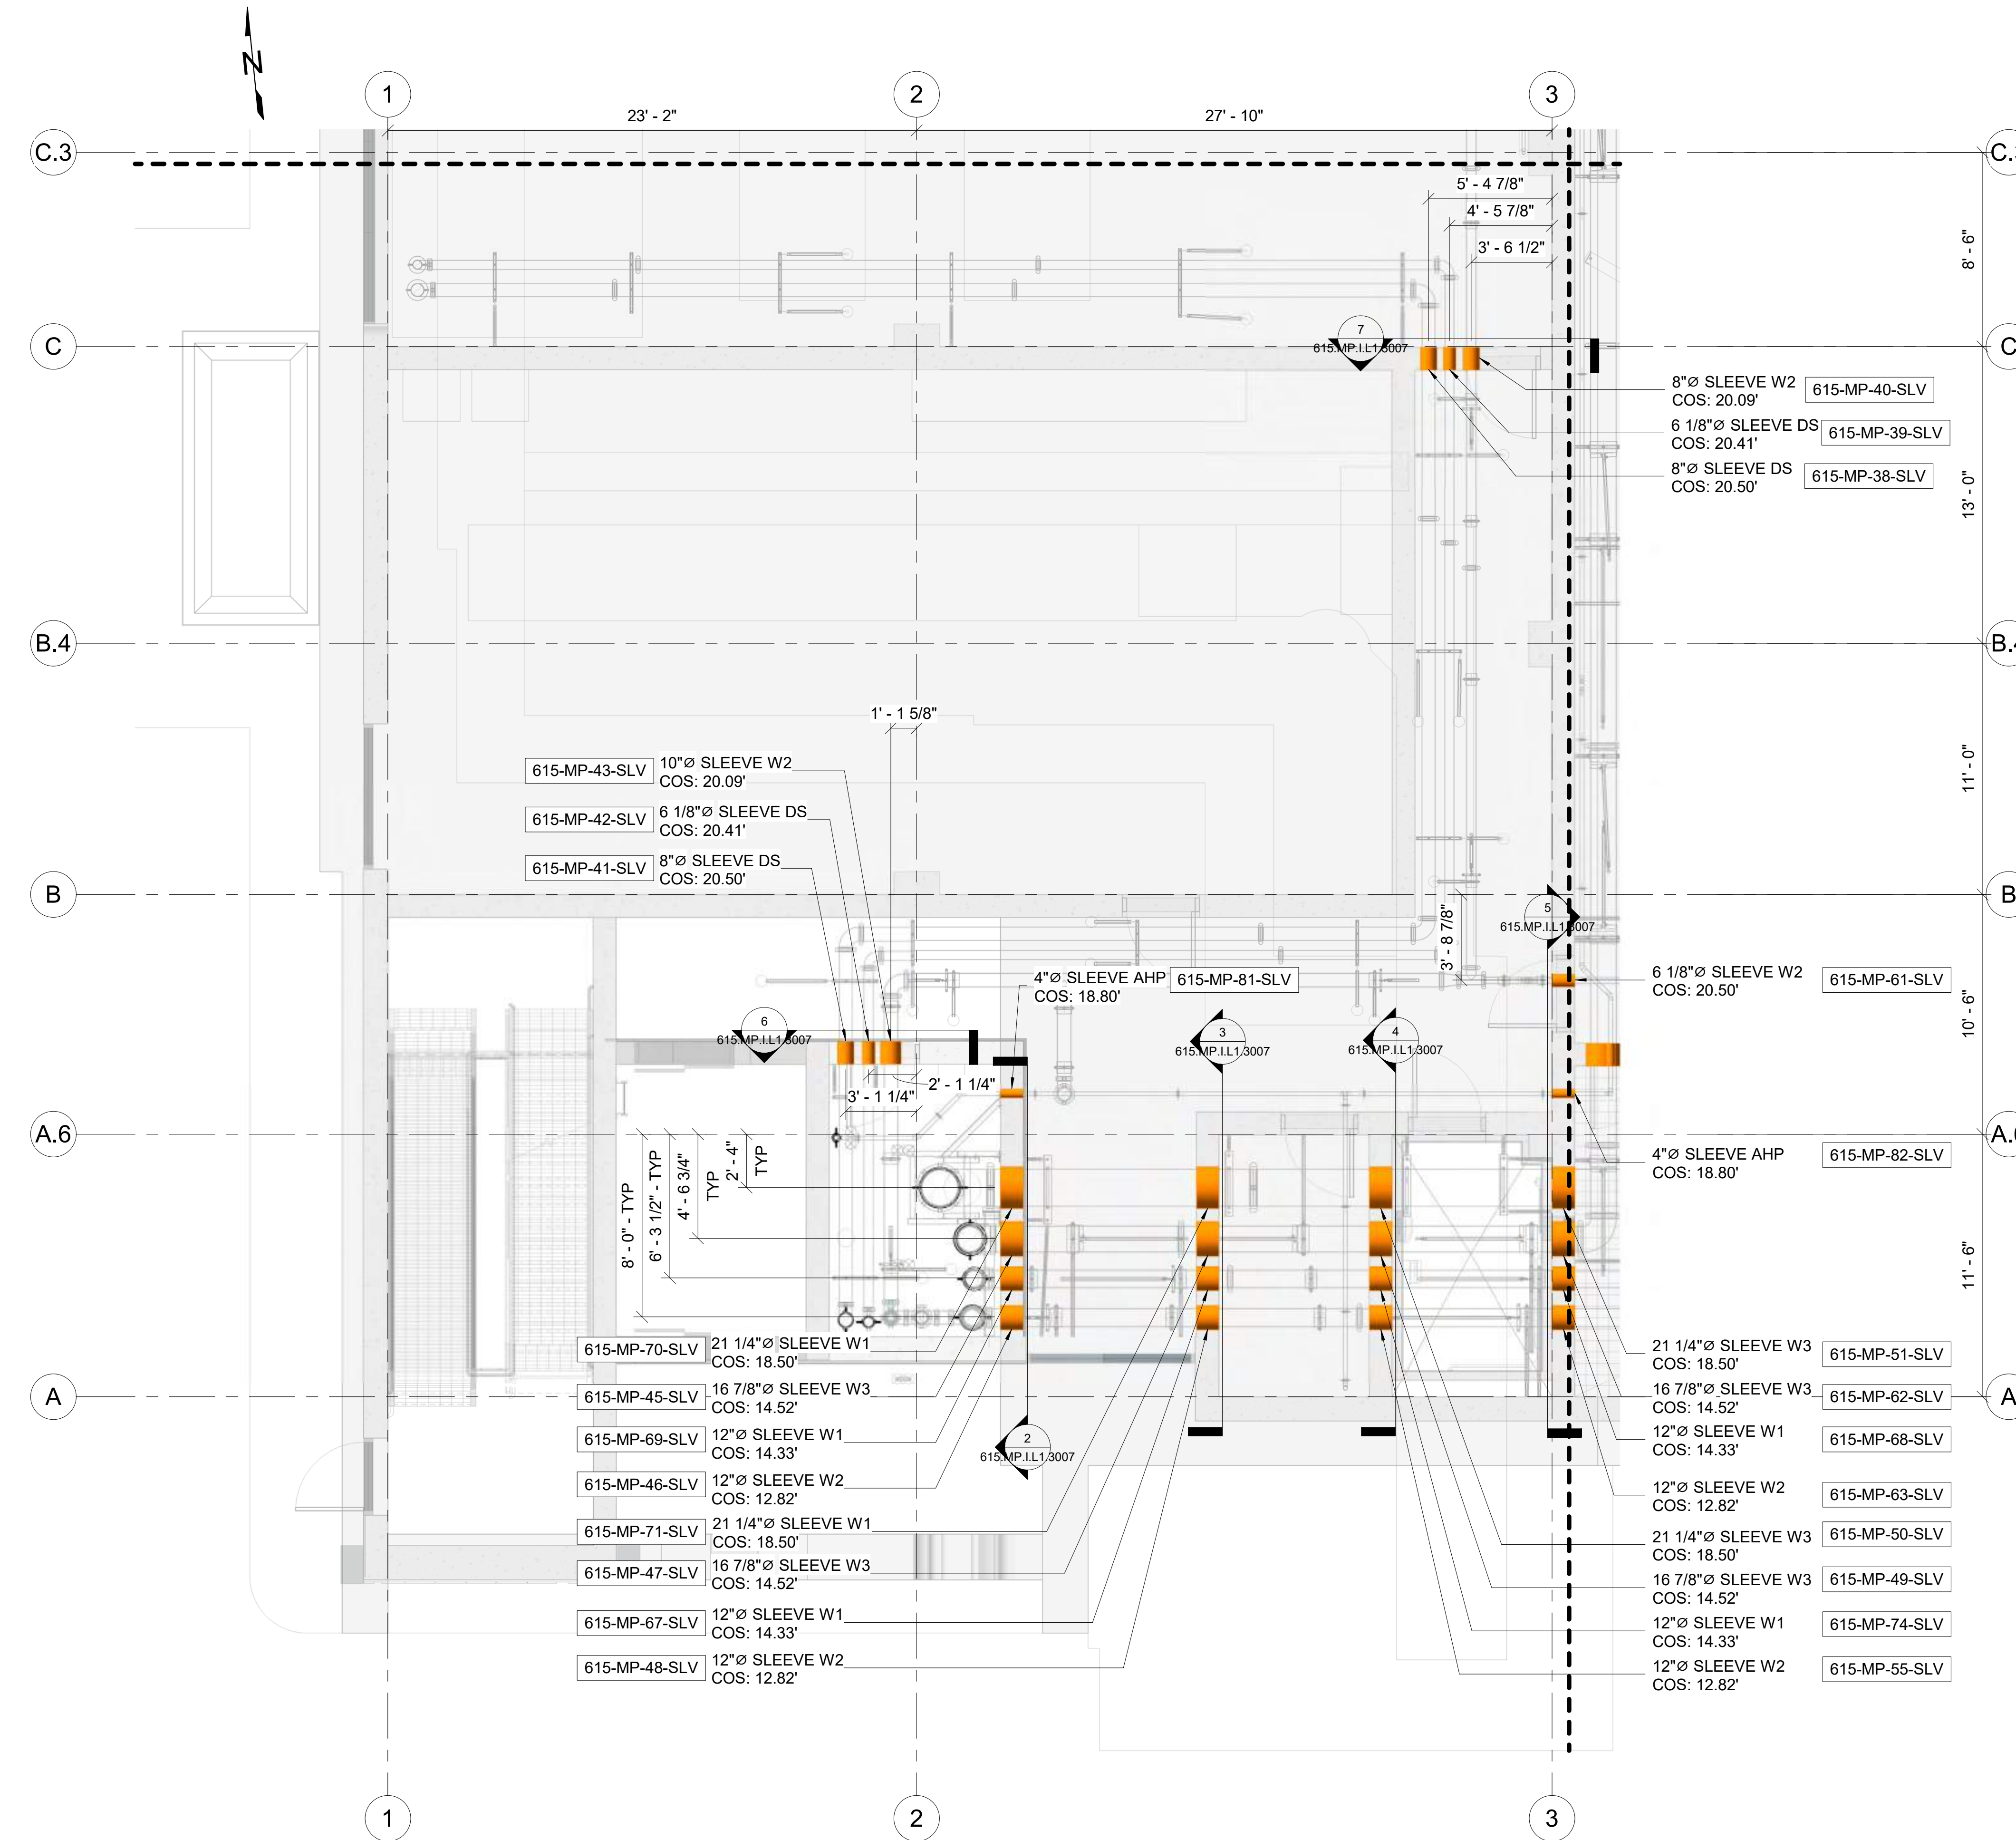 N
1
2
3
23' - 2"
27' - 10"
C.3
5' - 4 7/8"
4' - 5 7/8"
3' - 6 1/2"
8' - 6"
7
615.MP.I.L1.3007
C
C
8"Ø SLEEVE W2
COS: 20.09'
615-MP-40-SLV
6 1/8"Ø SLEEVE DS
COS: 20.41'
615-MP-39-SLV
8"Ø SLEEVE DS
COS: 20.50'
615-MP-38-SLV
13' - 0"
B.4
1' - 1 5/8"
11' - 0"
615-MP-43-SLV
10"Ø SLEEVE W2
COS: 20.09'
615-MP-42-SLV
6 1/8"Ø SLEEVE DS
COS: 20.41'
615-MP-41-SLV
8"Ø SLEEVE DS
COS: 20.50'
B
B
5
615.MP.I.L1.3007
3' - 8 7/8"
4"Ø SLEEVE AHP
COS: 18.80'
615-MP-81-SLV
6 1/8"Ø SLEEVE W2
COS: 20.50'
615-MP-61-SLV
10' - 6"
6
615.MP.I.L1.3007
3
615.MP.I.L1.3007
4
615.MP.I.L1.3007
2' - 1 1/4"
3' - 1 1/4"
A.6
4"Ø SLEEVE AHP
COS: 18.80'
615-MP-82-SLV
8' - 0" - TYP
6' - 3 1/2" - TYP
4' - 6 3/4"
TYP
2' - 4"
TYP
11' - 6"
615-MP-70-SLV
21 1/4"Ø SLEEVE W1
COS: 18.50'
615-MP-45-SLV
16 7/8"Ø SLEEVE W3
COS: 14.52'
615-MP-69-SLV
12"Ø SLEEVE W1
COS: 14.33'
615-MP-46-SLV
12"Ø SLEEVE W2
COS: 12.82'
615-MP-71-SLV
21 1/4"Ø SLEEVE W1
COS: 18.50'
615-MP-47-SLV
16 7/8"Ø SLEEVE W3
COS: 14.52'
615-MP-67-SLV
12"Ø SLEEVE W1
COS: 14.33'
615-MP-48-SLV
12"Ø SLEEVE W2
COS: 12.82'
A
A
2
615.MP.I.L1.3007
21 1/4"Ø SLEEVE W3
COS: 18.50'
615-MP-51-SLV
16 7/8"Ø SLEEVE W3
COS: 14.52'
615-MP-62-SLV
12"Ø SLEEVE W1
COS: 14.33'
615-MP-68-SLV
12"Ø SLEEVE W2
COS: 12.82'
615-MP-63-SLV
21 1/4"Ø SLEEVE W3
COS: 18.50'
615-MP-50-SLV
16 7/8"Ø SLEEVE W3
COS: 14.52'
615-MP-49-SLV
12"Ø SLEEVE W1
COS: 14.33'
615-MP-74-SLV
12"Ø SLEEVE W2
COS: 12.82'
615-MP-55-SLV
1
2
3